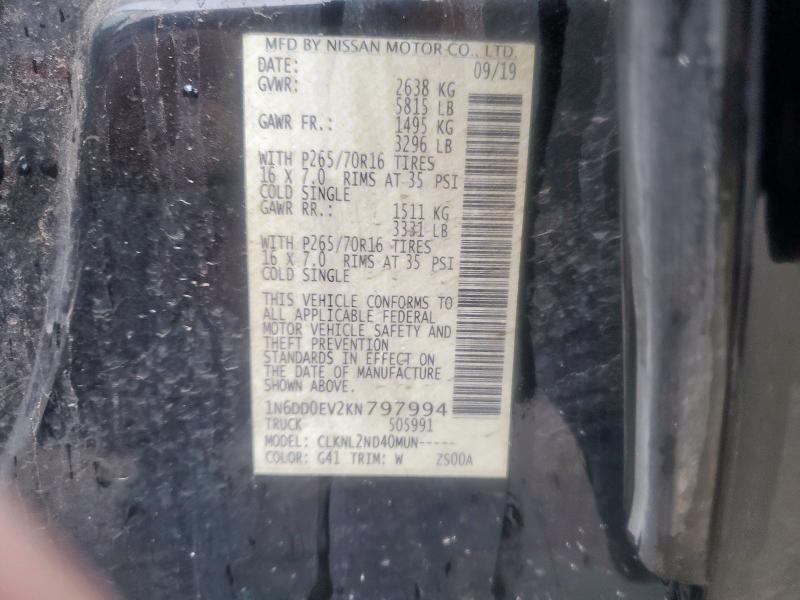 MFD BY NISSAN MOTOR CO., LTD.
DATE: 09/19
GVWR: 2638 KG
5815 LB
GAWR FR.: 1495 KG
3296 LB
WITH P265/70R16 TIRES
16 X 7.0 RIMS AT 35 PSI
COLD SINGLE
GAWR RR.: 1511 KG
3331 LB
WITH P265/70R16 TIRES
16 X 7.0 RIMS AT 35 PSI
COLD SINGLE
THIS VEHICLE CONFORMS TO
ALL APPLICABLE FEDERAL
MOTOR VEHICLE SAFETY AND
THEFT PREVENTION
STANDARDS IN EFFECT ON
THE DATE OF MANUFACTURE
SHOWN ABOVE.
1N6DD0EV2KN797994
TRUCK 505991
MODEL: CLKNL2ND40MUN-----
COLOR: G41 TRIM: W 2S00A